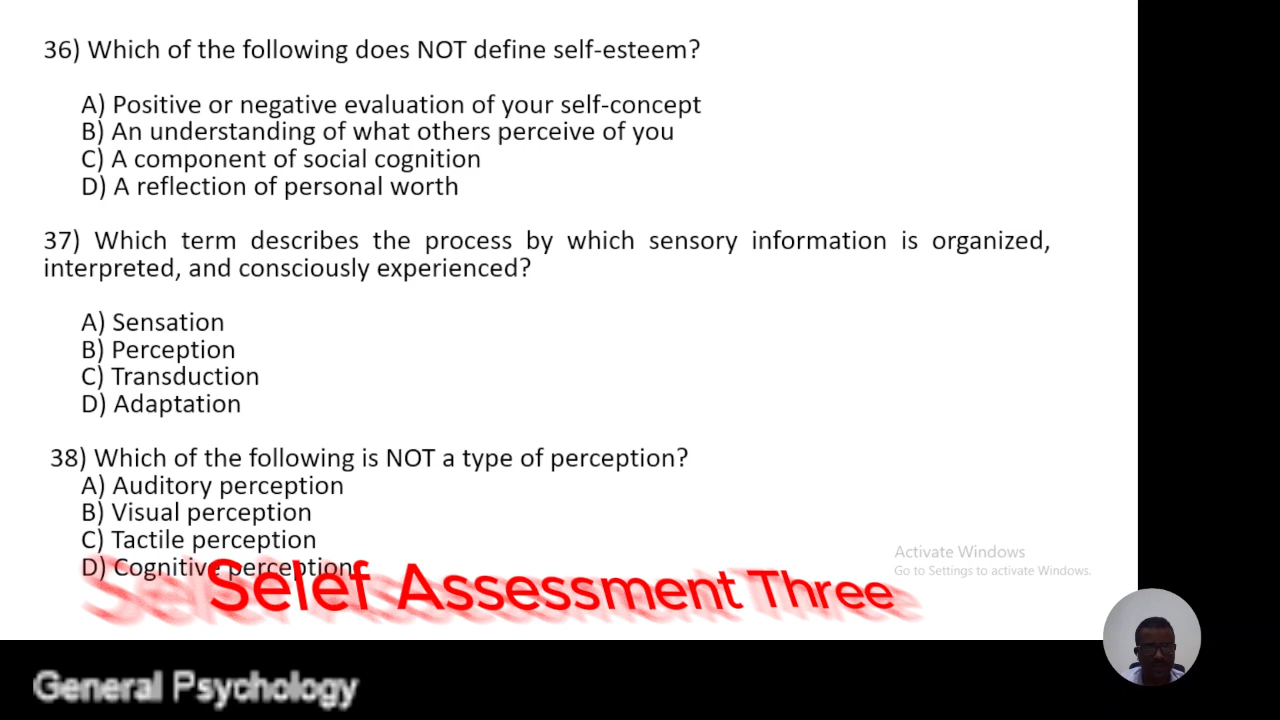 36) Which of the following does NOT define self-esteem?
A) Positive or negative evaluation of your self-concept
B) An understanding of what others perceive of you
C) A component of social cognition
D) A reflection of personal worth
37) Which term describes the process by which sensory information is organized,
interpreted, and consciously experienced?
A) Sensation
B) Perception
C) Transduction
D) Adaptation
38) Which of the following is NOT a type of perception?
A) Auditory perception
B) Visual perception
C) Tactile perception
D) Cognitive perception
Selef Assessment Three
Activate Windows
Go to Settings to activate Windows.
General Psychology